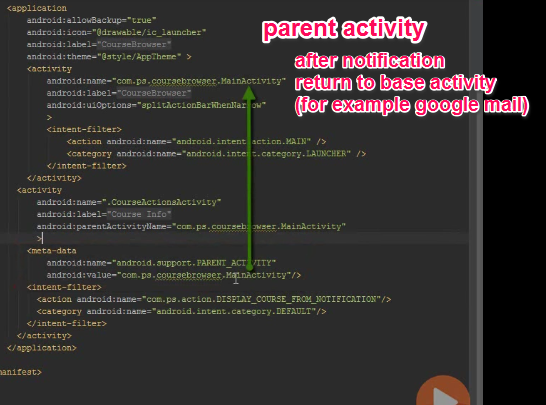 <application
android:allowBackup="true"
android:icon="@drawable/ic_launcher"
android:label="CourseBrowser"
android:theme="@style/AppTheme" >
<activity
android:name="com.ps.coursebrowser.MainActivity"
android:label="CourseBrowser"
android:uiOptions="splitActionBarWhenNarrow"
>
<intent-filter>
<action android:name="android.intent.action.MAIN" />
<category android:name="android.intent.category.LAUNCHER" />
</intent-filter>
</activity>
<activity
android:name=".CourseActionsActivity"
android:label="Course Info"
android:parentActivityName="com.ps.coursebrowser.MainActivity"
>
<meta-data
android:name="android.support.PARENT_ACTIVITY"
android:value="com.ps.coursebrowser.MainActivity"/>
<intent-filter>
<action android:name="com.ps.action.DISPLAY_COURSE_FROM_NOTIFICATION"/>
<category android:name="android.intent.category.DEFAULT"/>
</intent-filter>
</activity>
</application>
manifest>
parent activity
after notification
return to base activity
(for example google mail)